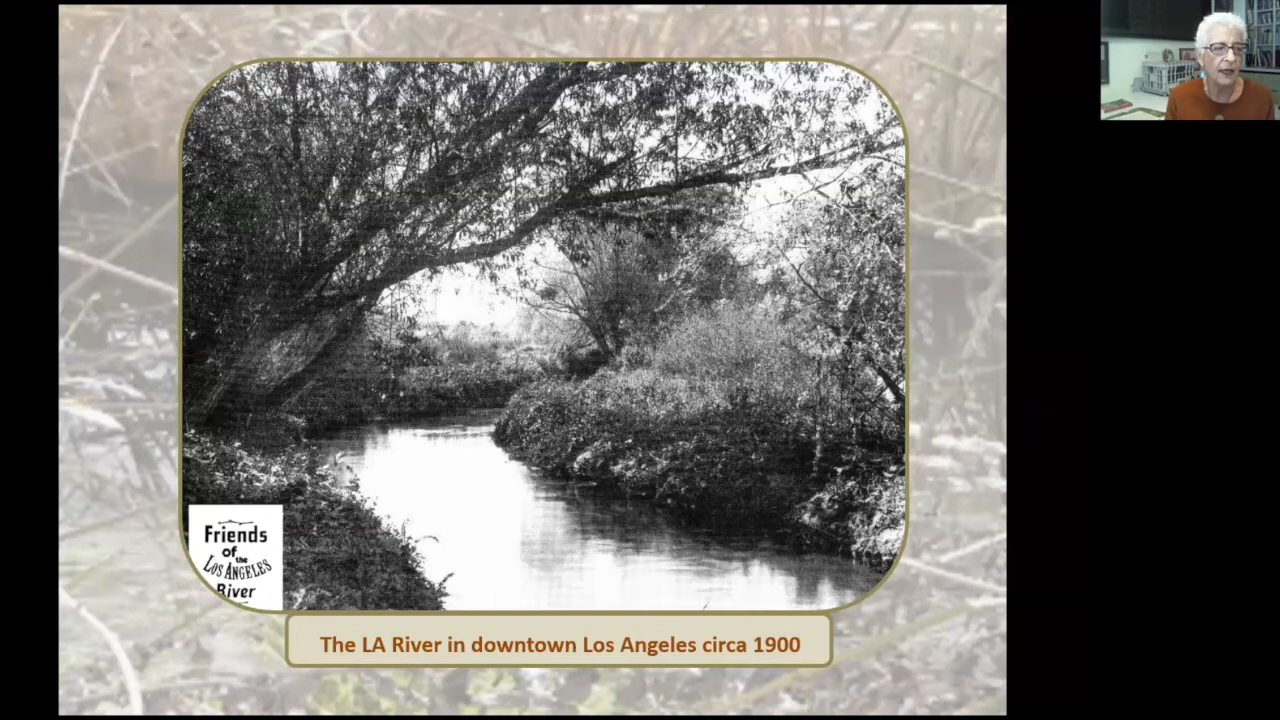 Friends
of
the
Los Angeles
River
The LA River in downtown Los Angeles circa 1900